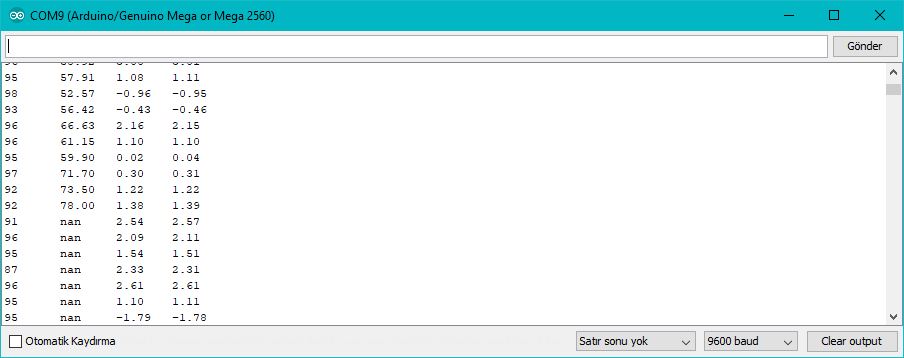 COM9 (Arduino/Genuino Mega or Mega 2560)
Gönder
95 57.91 1.08 1.11
98 52.57 -0.96 -0.95
93 56.42 -0.43 -0.46
96 66.63 2.16 2.15
96 61.15 1.10 1.10
95 59.90 0.02 0.04
97 71.70 0.30 0.31
92 73.50 1.22 1.22
92 78.00 1.38 1.39
91 nan 2.54 2.57
96 nan 2.09 2.11
95 nan 1.54 1.51
87 nan 2.33 2.31
96 nan 2.61 2.61
95 nan 1.10 1.11
95 nan -1.79 -1.78
Otomatik Kaydırma Satır sonu yok 9600 baud Clear output